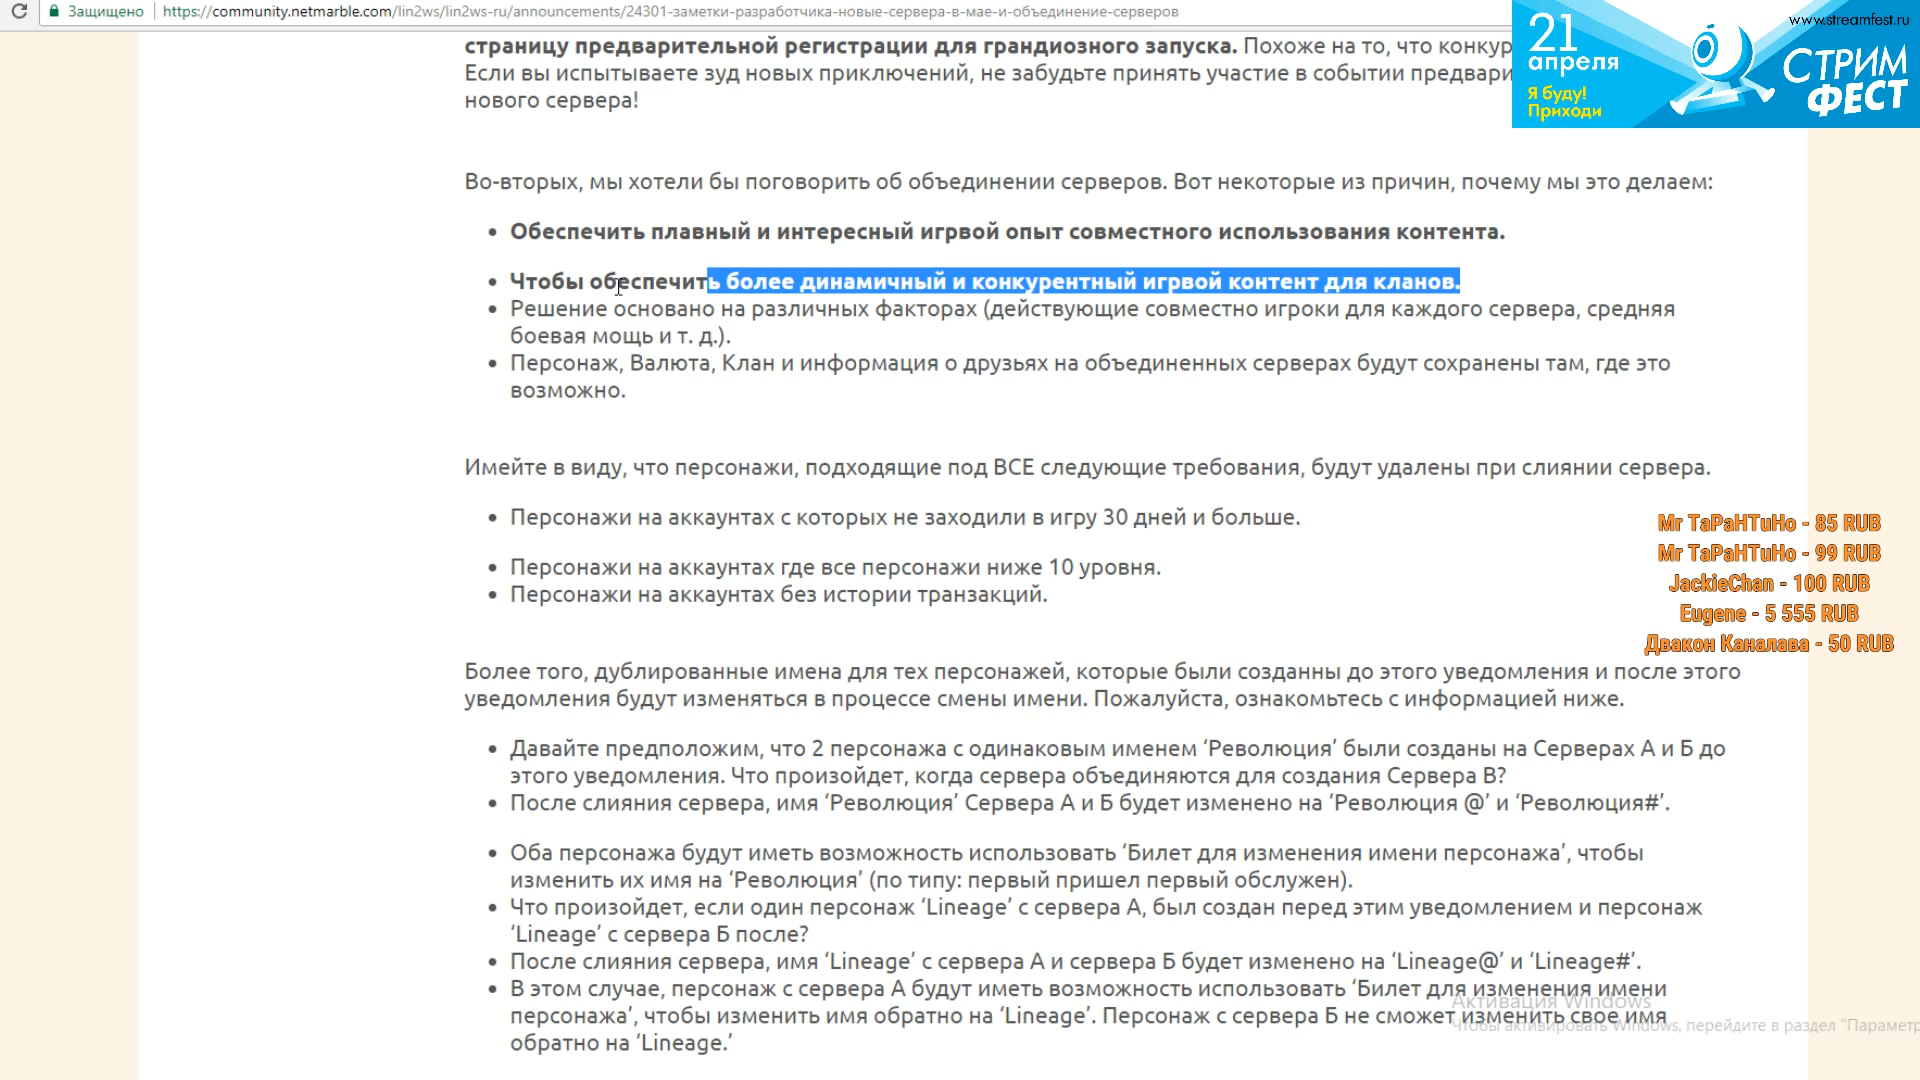 Защищено https://community.netmarble.com/lin2ws/lin2ws-ru/announcements/24301-заметки-разработчика-новые-сервера-в-мае-и-объединение-серверов
www.streamfest.ru
21
апреля
Я буду!
Приходи
СТРИМ
ФЕСТ
страницу предварительной регистрации для грандиозного запуска. Похоже на то, что конкур
Если вы испытываете зуд новых приключений, не забудьте принять участие в событии предвари
нового сервера!
Во-вторых, мы хотели бы поговорить об объединении серверов. Вот некоторые из причин, почему мы это делаем:
• Обеспечить плавный и интересный игрвой опыт совместного использования контента.
• Чтобы обеспечить более динамичный и конкурентный игрвой контент для кланов.
• Решение основано на различных факторах (действующие совместно игроки для каждого сервера, средняя
боевая мощь и т. д.).
• Персонаж, Валюта, Клан и информация о друзьях на объединенных серверах будут сохранены там, где это
возможно.
Имейте в виду, что персонажи, подходящие под ВСЕ следующие требования, будут удалены при слиянии сервера.
• Персонажи на аккаунтах с которых не заходили в игру 30 дней и больше.
• Персонажи на аккаунтах где все персонажи ниже 10 уровня.
• Персонажи на аккаунтах без истории транзакций.
Mr TaPaHTuHo - 85 RUB
Mr TaPaHTuHo - 99 RUB
JackieChan - 100 RUB
Eugene - 5 555 RUB
Двакон Каналава - 50 RUB
Более того, дублированные имена для тех персонажей, которые были созданны до этого уведомления и после этого
уведомления будут изменяться в процессе смены имени. Пожалуйста, ознакомьтесь с информацией ниже.
• Давайте предположим, что 2 персонажа с одинаковым именем ‘Революция’ были созданы на Серверах А и Б до
этого уведомления. Что произойдет, когда сервера объединяются для создания Сервера В?
• После слияния сервера, имя ‘Революция’ Сервера А и Б будет изменено на ‘Революция @’ и ‘Революция#’.
• Оба персонажа будут иметь возможность использовать ‘Билет для изменения имени персонажа’, чтобы
изменить их имя на ‘Революция’ (по типу: первый пришел первый обслужен).
• Что произойдет, если один персонаж ‘Lineage’ с сервера А, был создан перед этим уведомлением и персонаж
‘Lineage’ с сервера Б после?
• После слияния сервера, имя ‘Lineage’ с сервера А и сервера Б будет изменено на ‘Lineage@’ и ‘Lineage#’.
• В этом случае, персонаж с сервера А будут иметь возможность использовать ‘Билет для изменения имени
персонажа’, чтобы изменить имя обратно на ‘Lineage’. Персонаж с сервера Б не сможет изменить свое имя
обратно на ‘Lineage.’
Активация Windows
Чтобы активировать Windows, перейдите в раздел "Параметр